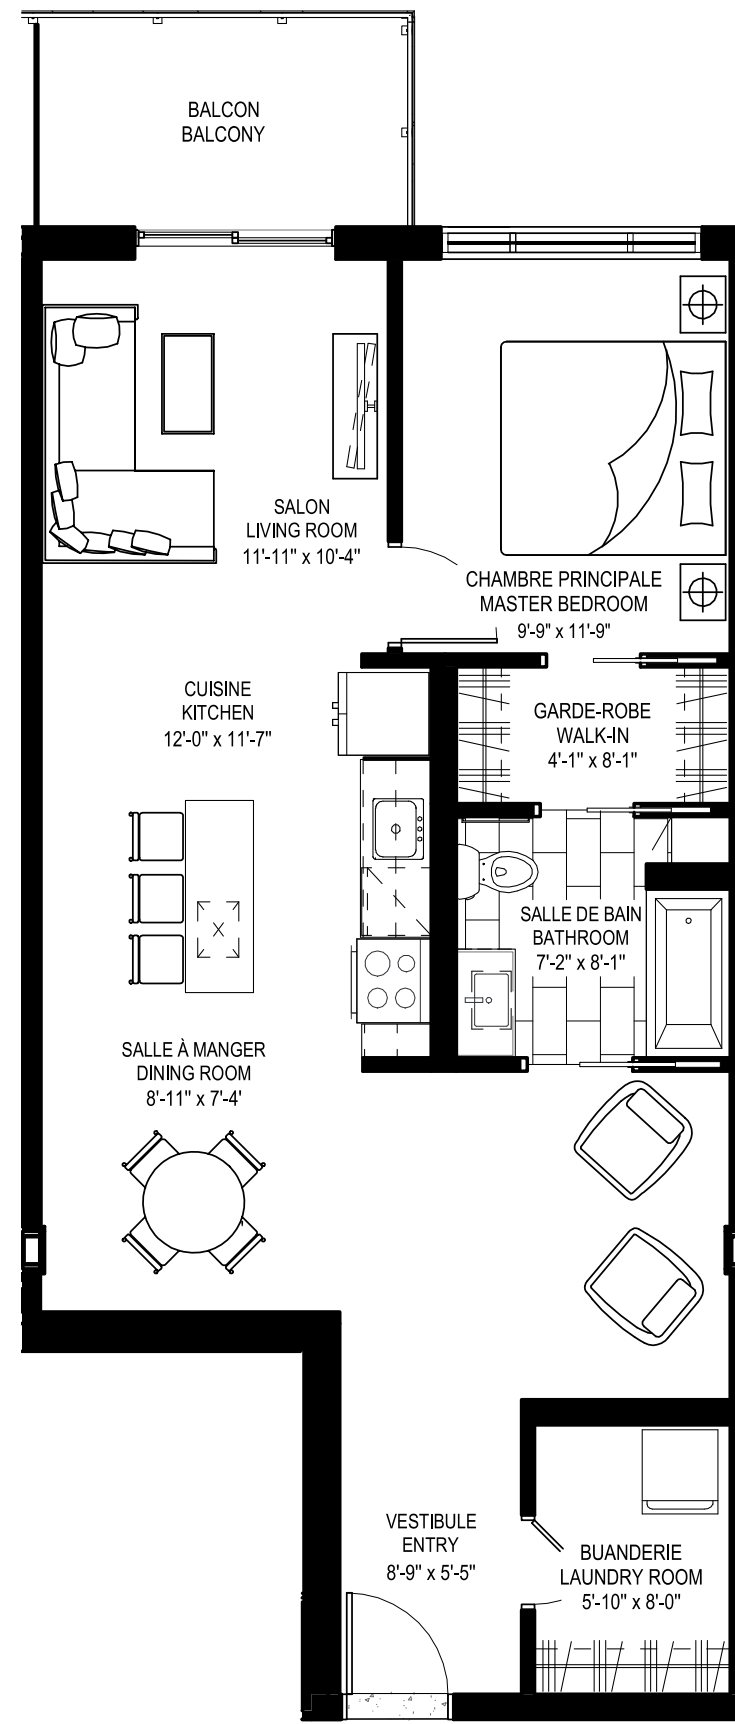 BALCON
BALCONY
SALON
LIVING ROOM
11'-11" x 10'-4"
CHAMBRE PRINCIPALE
MASTER BEDROOM
9'-9" x 11'-9"
CUISINE
KITCHEN
12'-0" x 11'-7"
GARDE-ROBE
WALK-IN
4'-1" x 8'-1"
SALLE DE BAIN
BATHROOM
7'-2" x 8'-1"
SALLE À MANGER
DINING ROOM
8'-11" x 7'-4'
VESTIBULE
ENTRY
8'-9" x 5'-5"
BUANDERIE
LAUNDRY ROOM
5'-10" x 8'-0"